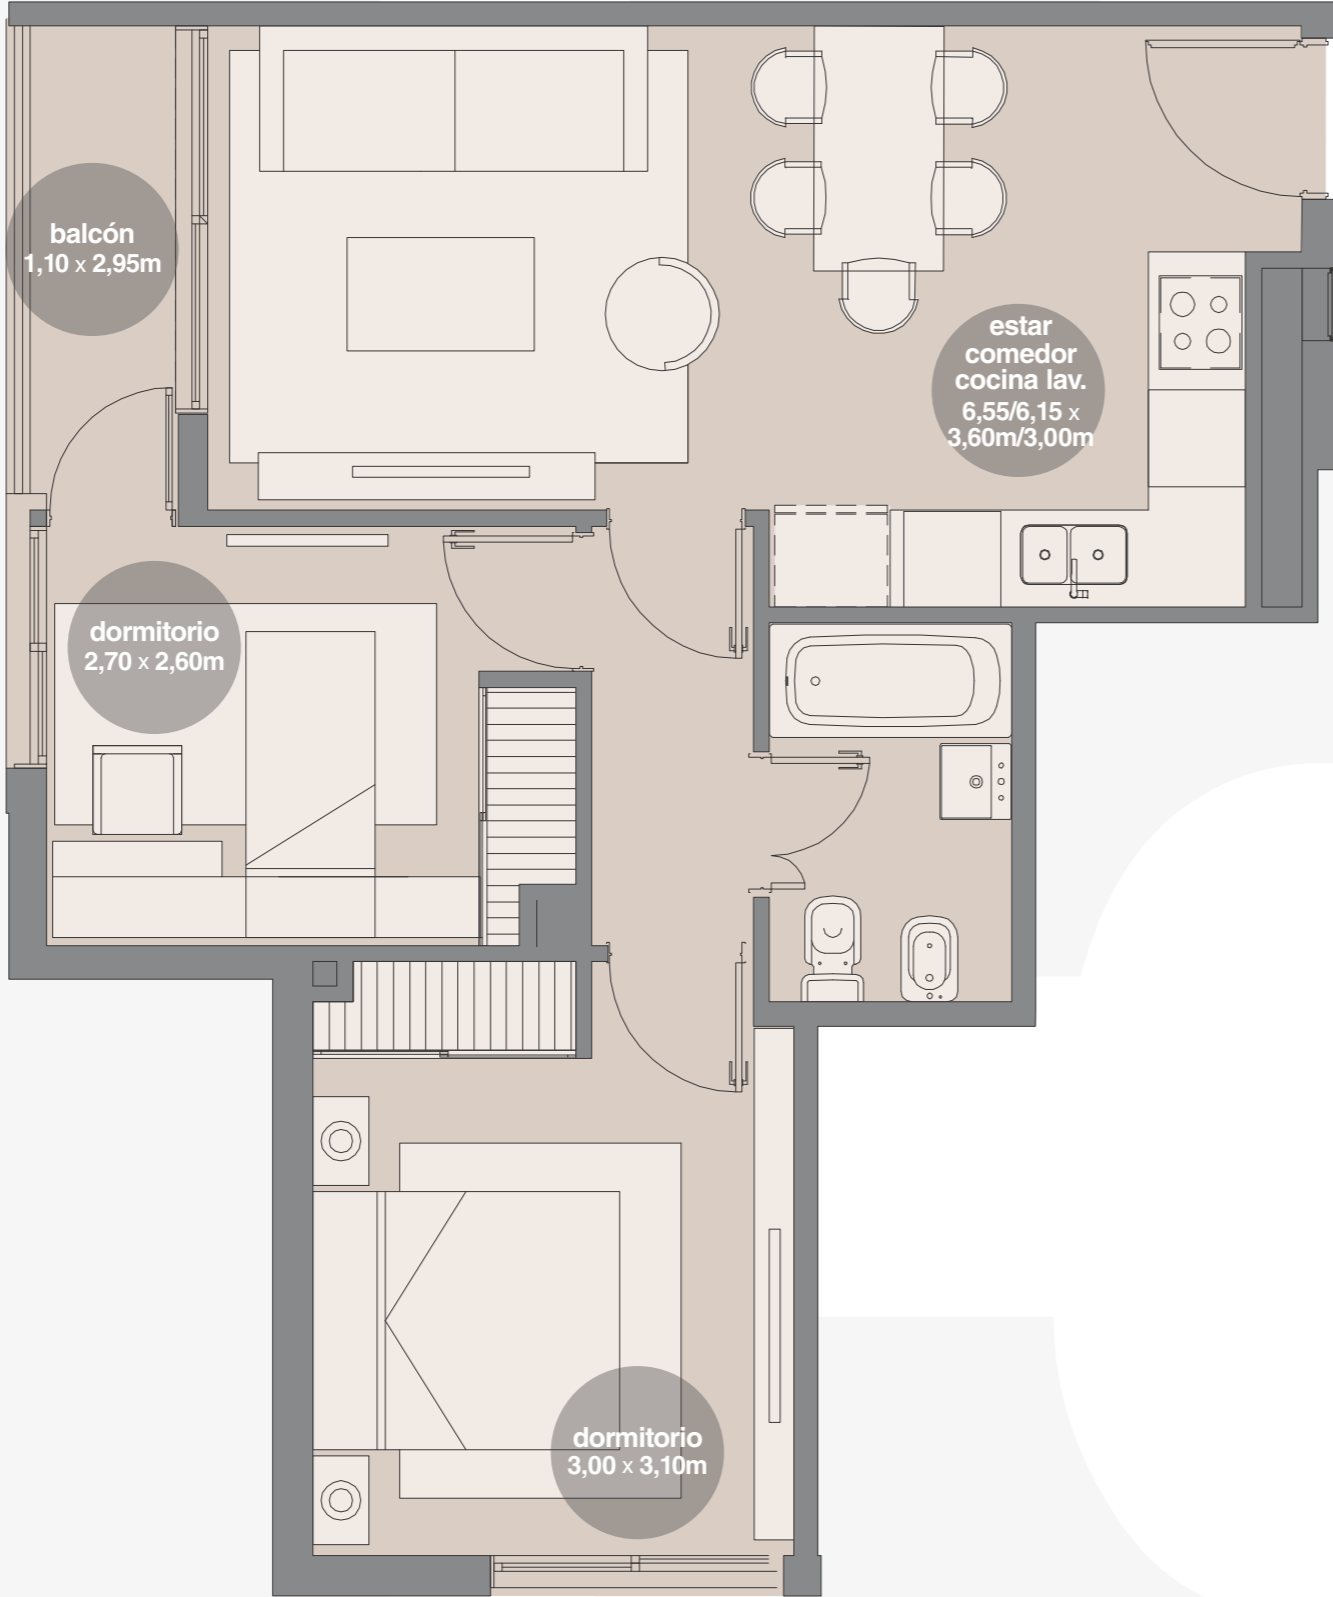 balcón
1,10 x 2,95m
estar
comedor
cocina lav.
6,55/6,15 x
3,60m/3,00m
dormitorio
2,70 x 2,60m
dormitorio
3,00 x 3,10m